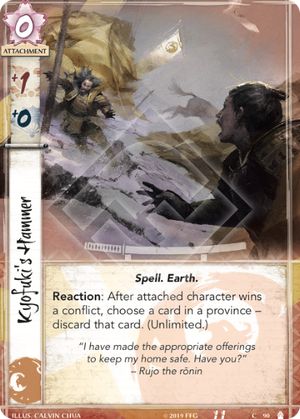 0
ATTACHMENT
+1
+0
Kyofuki's Hammer
Spell. Earth.
Reaction: After attached character wins
a conflict, choose a card in a province –
discard that card. (Unlimited.)
"I have made the appropriate offerings
to keep my home safe. Have you?"
– Rujo the rōnin
ILLUS. CALVIN CHUA
©2019 FFG
11
C
90